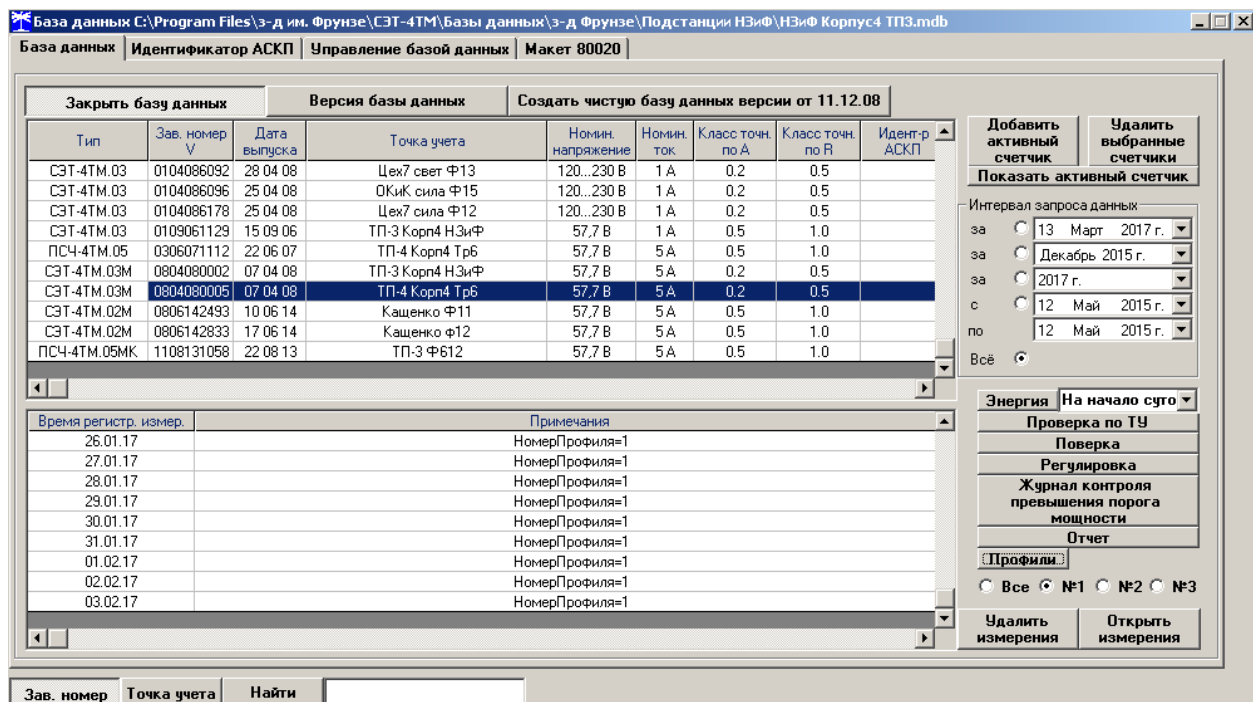 База данных C:\Program Files\з-д им. Фрунзе\СЭТ-4ТМ\Базы данных\з-д Фрунзе\Подстанции НЗиФ\НЗиФ Корпус4 ТП3.mdb
База данных Идентификатор АСКП Управление базой данных Макет 80020
Закрыть базу данных Версия базы данных Создать чистую базу данных версии от 11.12.08
Тип Зав. номер V Дата выпуска Точка учета Номин. напряжение Номин. ток Класс точн. по A Класс точн. по R Идент-р АСКП
СЭТ-4ТМ.03 0104086092 28 04 08 Цех7 свет Ф13 120...230 В 1 А 0.2 0.5
СЭТ-4ТМ.03 0104086096 25 04 08 ОКиК сила Ф15 120...230 В 1 А 0.2 0.5
СЭТ-4ТМ.03 0104086178 25 04 08 Цех7 сила Ф12 120...230 В 1 А 0.2 0.5
СЭТ-4ТМ.03 0109061129 15 09 06 ТП-3 Корп4 НЗиФ 57,7 В 1 А 0.5 1.0
ПСЧ-4ТМ.05 0306071112 22 06 07 ТП-4 Корп4 Тр6 57,7 В 5 А 0.5 1.0
СЭТ-4ТМ.03М 0804080002 07 04 08 ТП-3 Корп4 НЗиФ 57,7 В 5 А 0.2 0.5
СЭТ-4ТМ.03М 0804080005 07 04 08 ТП-4 Корп4 Тр6 57,7 В 5 А 0.2 0.5
СЭТ-4ТМ.02М 0806142493 10 06 14 Кащенко Ф11 57,7 В 5 А 0.5 1.0
СЭТ-4ТМ.02М 0806142833 17 06 14 Кащенко ф12 57,7 В 5 А 0.5 1.0
ПСЧ-4ТМ.05МК 1108131058 22 08 13 ТП-3 Ф612 57,7 В 5 А 0.5 1.0
Время регистр. измер. Примечания
26.01.17 НомерПрофиля=1
27.01.17 НомерПрофиля=1
28.01.17 НомерПрофиля=1
29.01.17 НомерПрофиля=1
30.01.17 НомерПрофиля=1
31.01.17 НомерПрофиля=1
01.02.17 НомерПрофиля=1
02.02.17 НомерПрофиля=1
03.02.17 НомерПрофиля=1
Добавить активный счетчик
Удалить выбранные счетчики
Показать активный счетчик
Интервал запроса данных
за 13 Март 2017 г.
за Декабрь 2015 г.
за 2017 г.
с 12 Май 2015 г.
по 12 Май 2015 г.
Всё
Энергия На начало суто
Проверка по ТУ
Поверка
Регулировка
Журнал контроля
превышения порога
мощности
Отчет
Профили
Все №1 №2 №3
Удалить измерения
Открыть измерения
Зав. номер Точка учета Найти